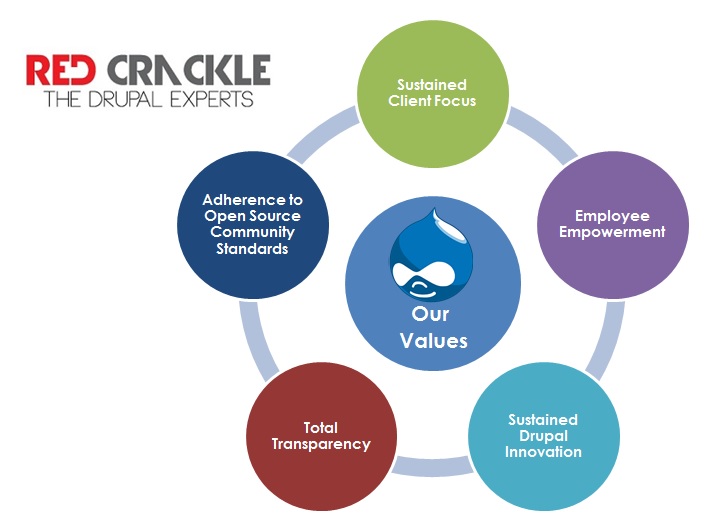 RED CRACKLE
THE DRUPAL EXPERTS
Sustained
Client Focus
Employee
Empowerment
Sustained
Drupal
Innovation
Total
Transparency
Adherence to
Open Source
Community
Standards
Our
Values